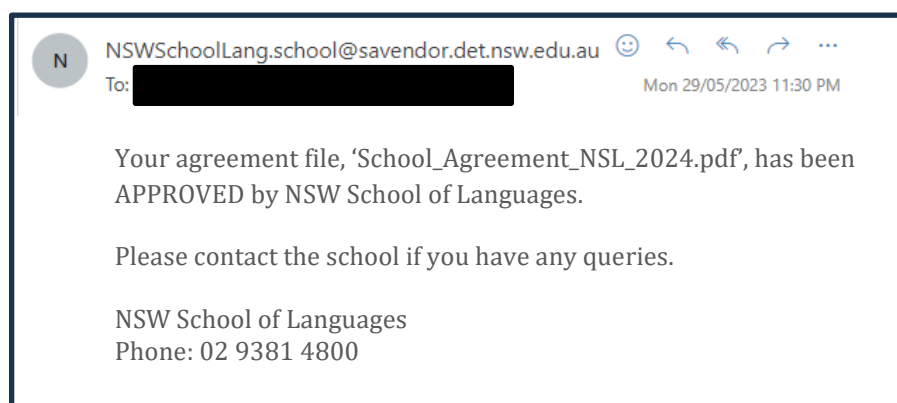 N
NSWSchoolLang.school@savendor.det.nsw.edu.au
To:
Mon 29/05/2023 11:30 PM
Your agreement file, ‘School_Agreement_NSL_2024.pdf’, has been
APPROVED by NSW School of Languages.
Please contact the school if you have any queries.
NSW School of Languages
Phone: 02 9381 4800